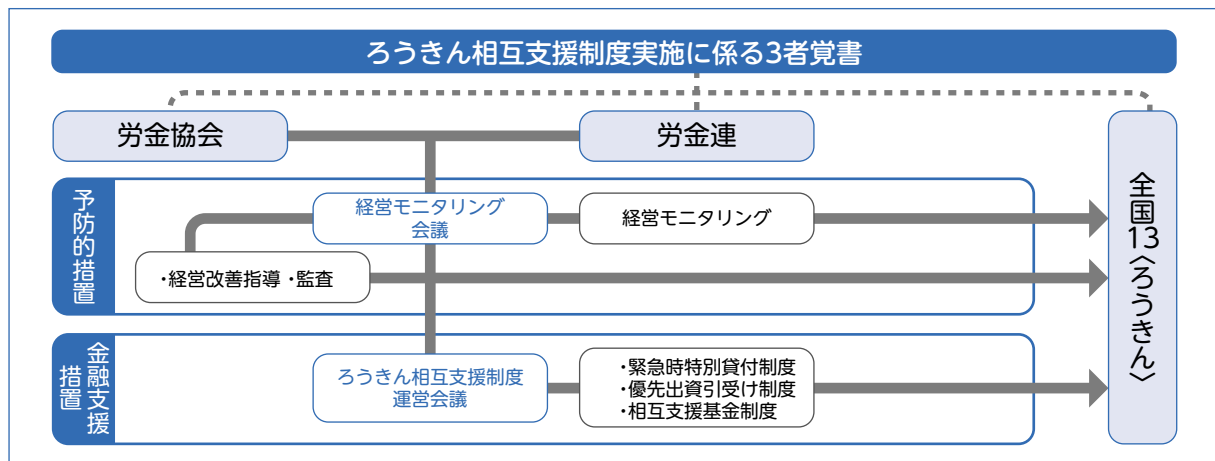 ろうきん相互支援制度実施に係る3者覚書
労金協会
労金連
全国13〈ろうきん〉
予防的措置
経営モニタリング
会議
経営モニタリング
・経営改善指導・監査
金融支援
措置
ろうきん相互支援制度
運営会議
・緊急時特別貸付制度
・優先出資引受け制度
・相互支援基金制度